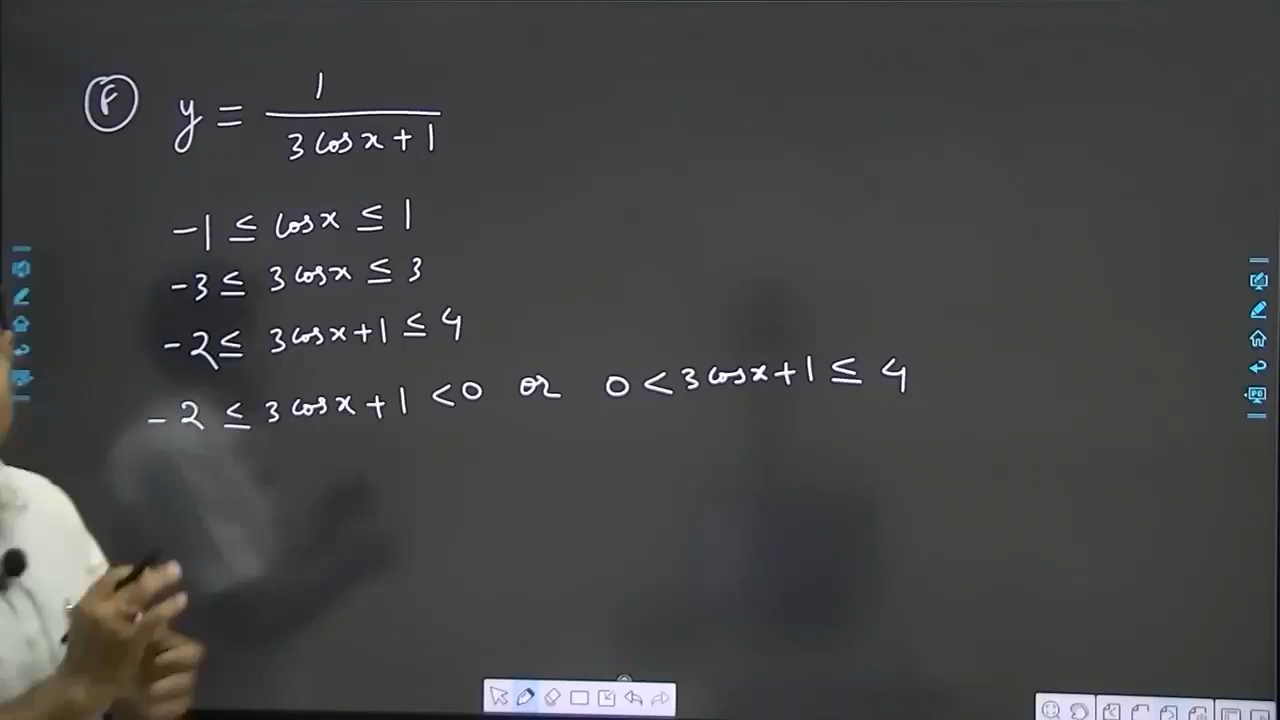 F y = 1 / (3 cos x + 1)
-1 ≤ cos x ≤ 1
-3 ≤ 3 cos x ≤ 3
-2 ≤ 3 cos x + 1 ≤ 4
-2 ≤ 3 cos x + 1 < 0 or 0 < 3 cos x + 1 ≤ 4